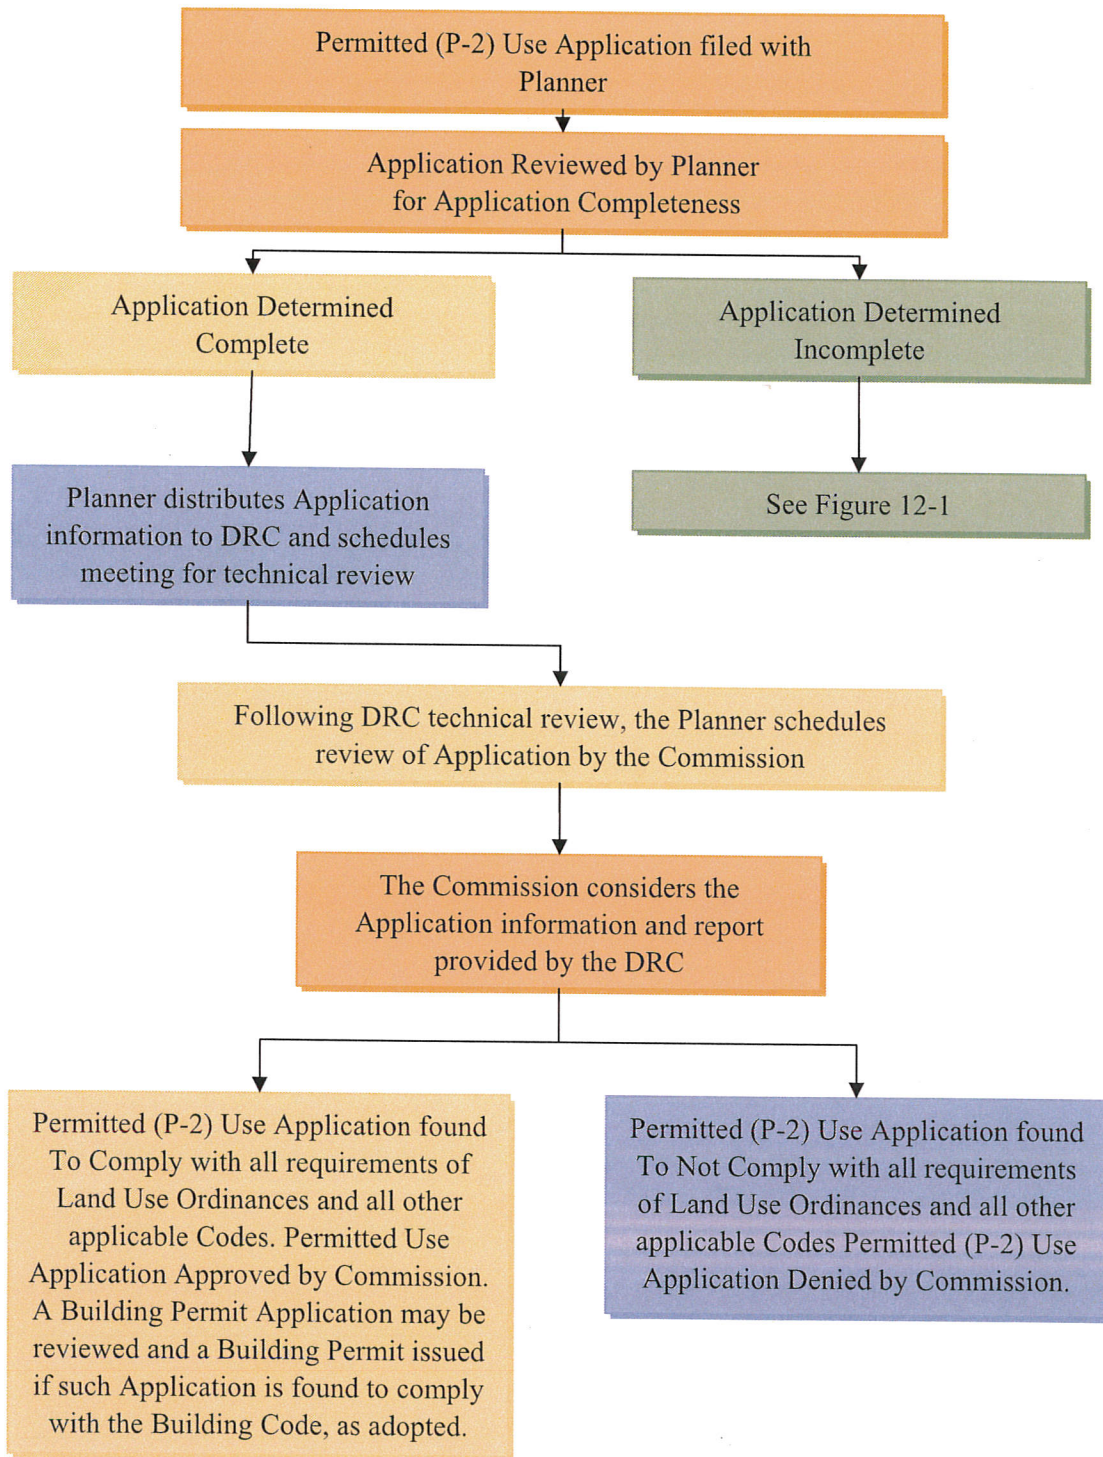 Permitted (P-2) Use Application filed with
Planner
Application Reviewed by Planner
for Application Completeness
Application Determined
Complete
Application Determined
Incomplete
Planner distributes Application
information to DRC and schedules
meeting for technical review
See Figure 12-1
Following DRC technical review, the Planner schedules
review of Application by the Commission
The Commission considers the
Application information and report
provided by the DRC
Permitted (P-2) Use Application found
To Comply with all requirements of
Land Use Ordinances and all other
applicable Codes. Permitted Use
Application Approved by Commission.
A Building Permit Application may be
reviewed and a Building Permit issued
if such Application is found to comply
with the Building Code, as adopted.
Permitted (P-2) Use Application found
To Not Comply with all requirements
of Land Use Ordinances and all other
applicable Codes Permitted (P-2) Use
Application Denied by Commission.